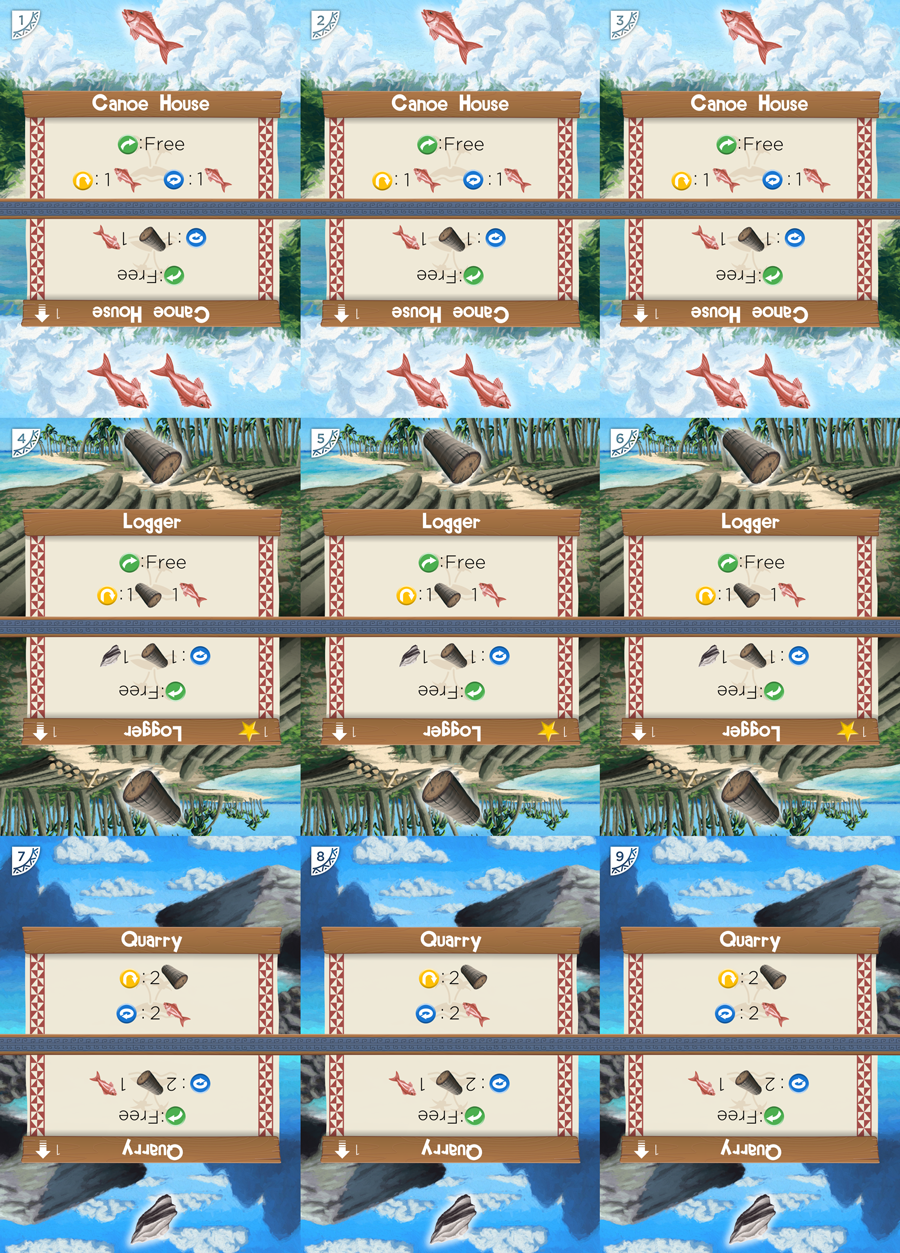 1
Canoe House
:Free
:1 :1
Canoe House 1
:Free
:1 1
2
Canoe House
:Free
:1 :1
Canoe House 1
:Free
:1 1
3
Canoe House
:Free
:1 :1
Canoe House 1
:Free
:1 1
4
Logger
:Free
:1 1
1 Logger 1
:Free
:1 1
5
Logger
:Free
:1 1
1 Logger 1
:Free
:1 1
6
Logger
:Free
:1 1
1 Logger 1
:Free
:1 1
7
Quarry
:2
:2
Quarry 1
:Free
:2 1
8
Quarry
:2
:2
Quarry 1
:Free
:2 1
9
Quarry
:2
:2
Quarry 1
:Free
:2 1